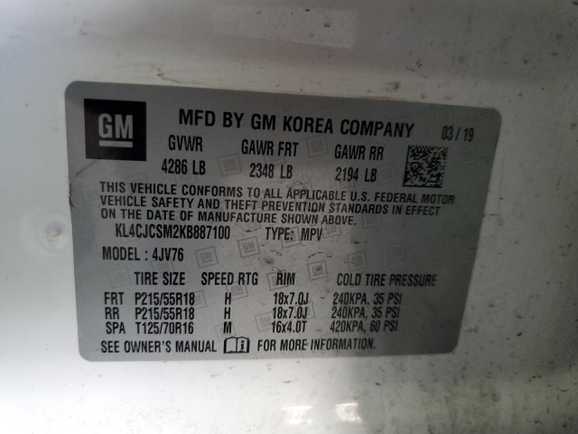 GM
MFD BY GM KOREA COMPANY 03/19
GVWR GAWR FRT GAWR RR
4286 LB 2348 LB 2194 LB
THIS VEHICLE CONFORMS TO ALL APPLICABLE U.S. FEDERAL MOTOR
VEHICLE SAFETY AND THEFT PREVENTION STANDARDS IN EFFECT
ON THE DATE OF MANUFACTURE SHOWN ABOVE.
KL4CJCSM2KB887100 TYPE: MPV
MODEL : 4JV76
TIRE SIZE SPEED RTG RIM COLD TIRE PRESSURE
FRT P215/55R18 H 18x7.0J - 240KPA, 35 PSI
RR P215/55R18 H 18x7.0J - 240KPA, 35 PSI
SPA T125/70R16 M 16x4.0T - 420KPA, 60 PSI
SEE OWNER'S MANUAL FOR MORE INFORMATION.